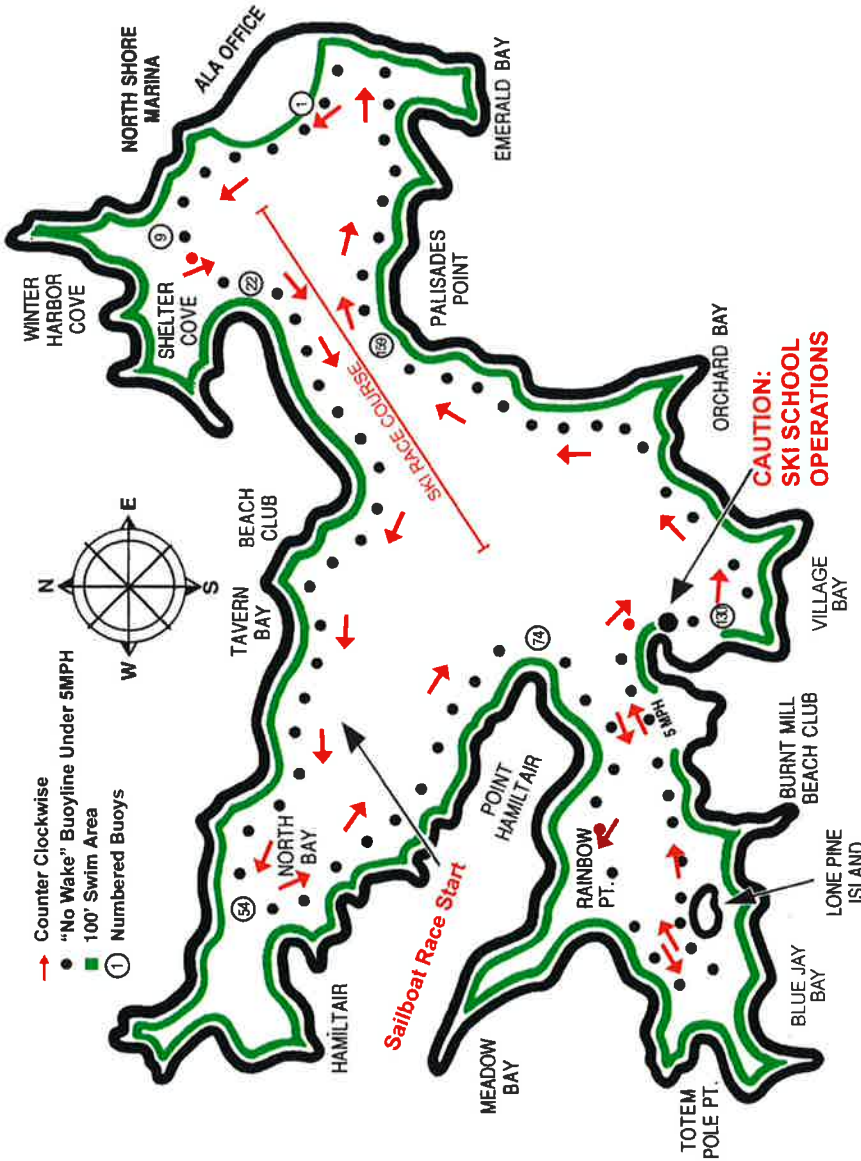 → Counter Clockwise
● “No Wake” Buoyline Under 5MPH
■ 100' Swim Area
① Numbered Buoys
N
E
S
W
WINTER
HARBOR
COVE
NORTH SHORE
MARINA
ALA OFFICE
SHELTER
COVE
9
1
22
EMERALD BAY
PALISADES
POINT
159
SKI RACE COURSE
BEACH
CLUB
TAVERN
BAY
ORCHARD BAY
CAUTION:
SKI SCHOOL
OPERATIONS
54
NORTH
BAY
HAMILTAIR
Sailboat Race Start
74
POINT
HAMILTAIR
130
VILLAGE
BAY
5 MPH
RAINBOW
PT.
MEADOW
BAY
BURNT MILL
BEACH CLUB
LONE PINE
ISLAND
BLUE JAY
BAY
TOTEM
POLE PT.